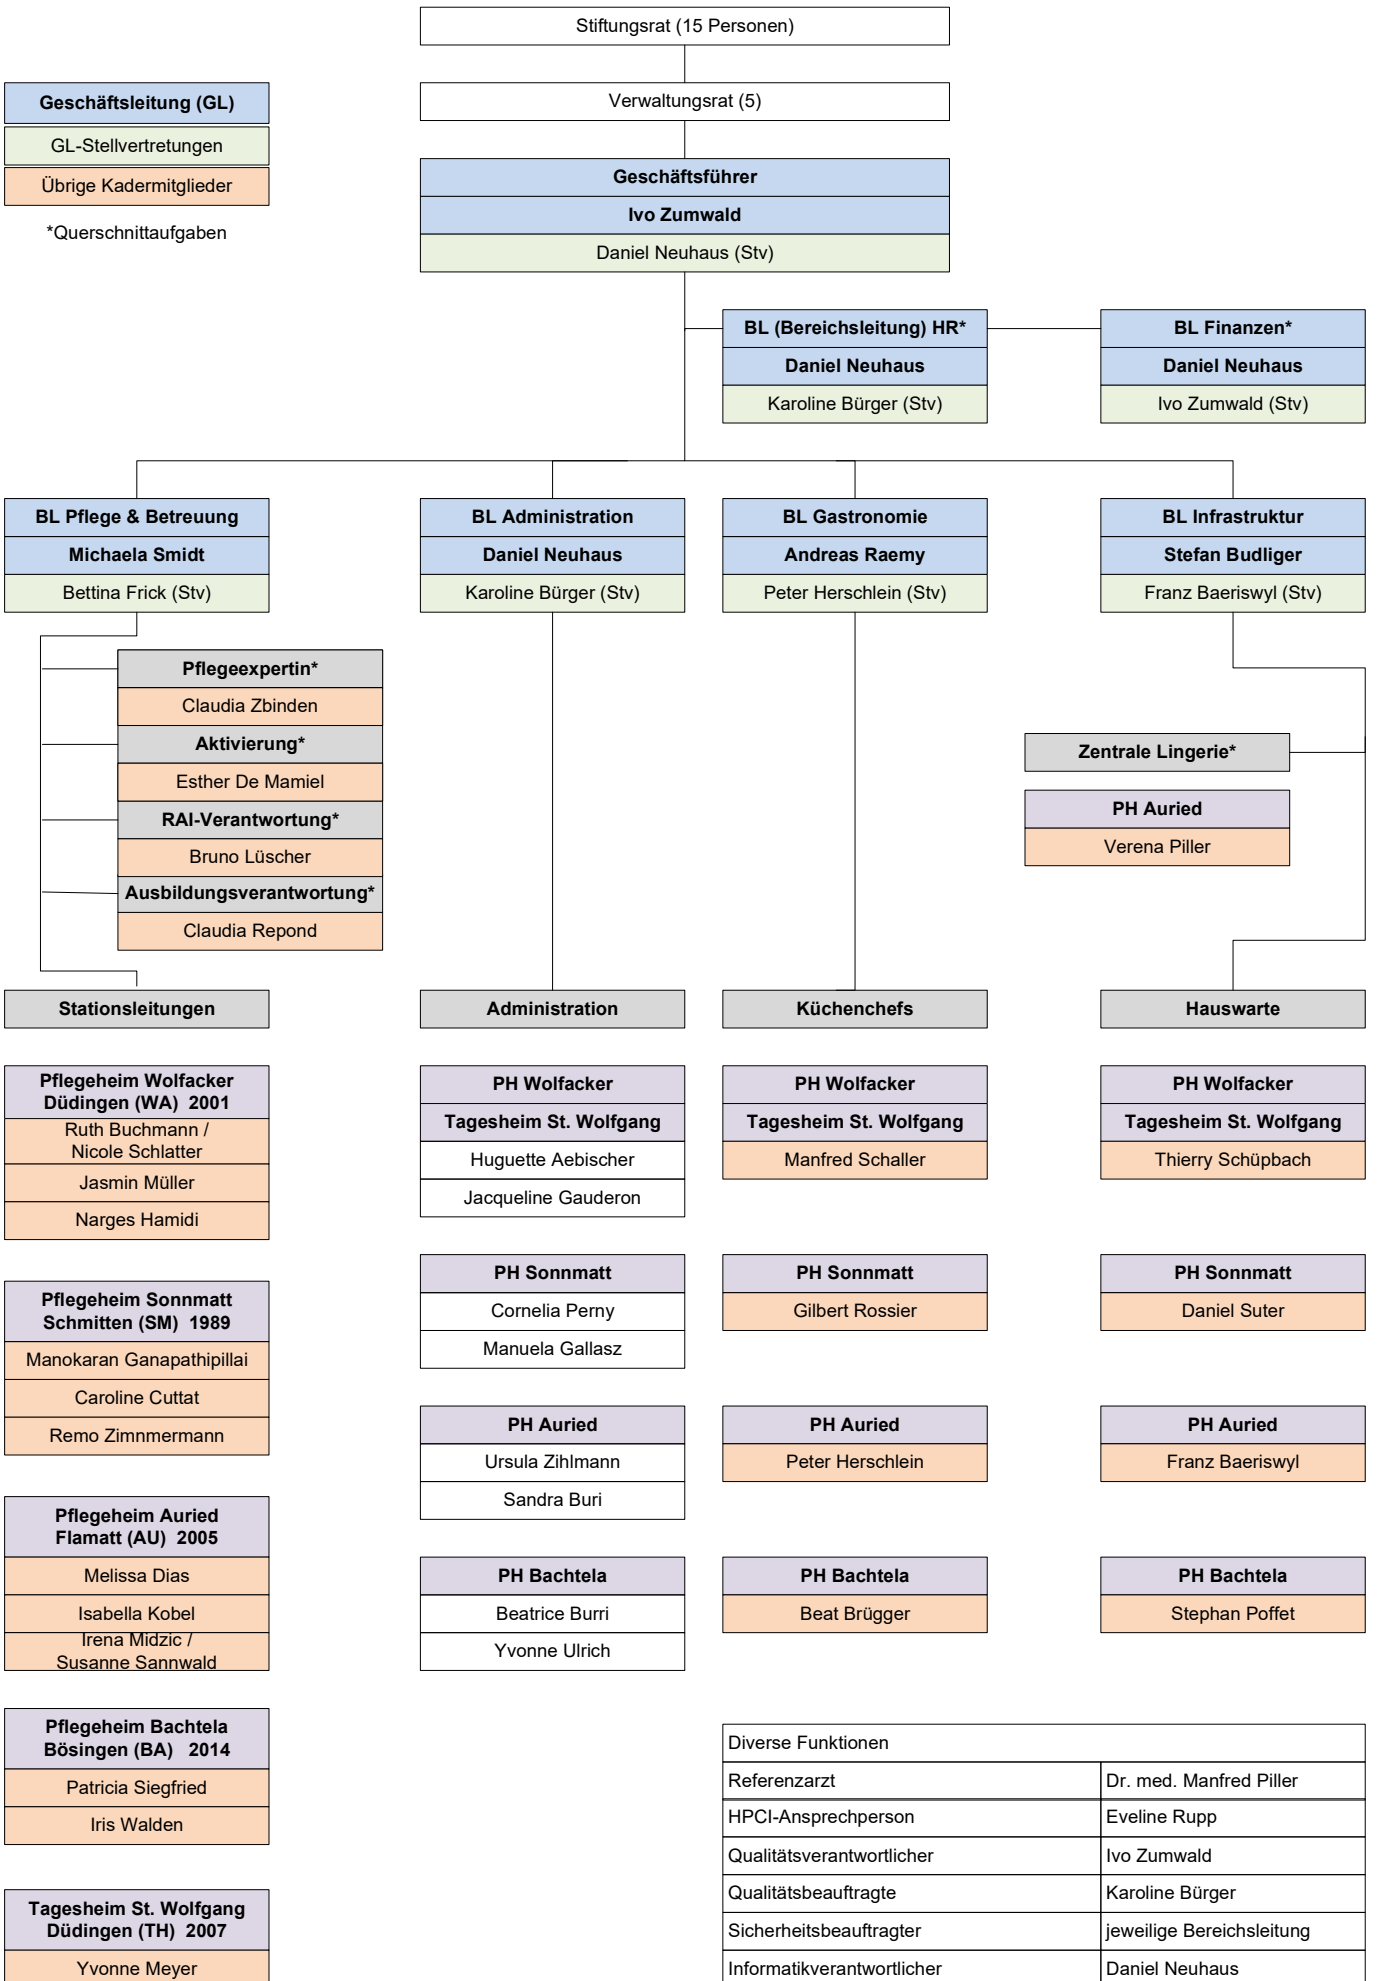 Stiftungsrat (15 Personen)
Verwaltungsrat (5)
Geschäftsleitung (GL)
GL-Stellvertretungen
Übrige Kadermitglieder
*Querschnittaufgaben
Geschäftsführer
Ivo Zumwald
Daniel Neuhaus (Stv)
BL (Bereichsleitung) HR*
Daniel Neuhaus
Karoline Bürger (Stv)
BL Finanzen*
Daniel Neuhaus
Ivo Zumwald (Stv)
BL Pflege & Betreuung
Michaela Smidt
Bettina Frick (Stv)
BL Administration
Daniel Neuhaus
Karoline Bürger (Stv)
BL Gastronomie
Andreas Raemy
Peter Herschlein (Stv)
BL Infrastruktur
Stefan Budliger
Franz Baeriswyl (Stv)
Pflegeexpertin*
Claudia Zbinden
Aktivierung*
Esther De Mamiel
RAI-Verantwortung*
Bruno Lüscher
Ausbildungsverantwortung*
Claudia Repond
Zentrale Lingerie*
PH Auried
Verena Piller
Stationsleitungen
Pflegeheim Wolfacker
Düdingen (WA) 2001
Ruth Buchmann /
Nicole Schlatter
Jasmin Müller
Narges Hamidi
Pflegeheim Sonnmatt
Schmitten (SM) 1989
Manokaran Ganapathipillai
Caroline Cuttat
Remo Zimnmermann
Pflegeheim Auried
Flamatt (AU) 2005
Melissa Dias
Isabella Kobel
Irena Midzic /
Susanne Sannwald
Pflegeheim Bachtela
Bösingen (BA) 2014
Patricia Siegfried
Iris Walden
Tagesheim St. Wolfgang
Düdingen (TH) 2007
Yvonne Meyer
Administration
PH Wolfacker
Tagesheim St. Wolfgang
Huguette Aebischer
Jacqueline Gauderon
PH Sonnmatt
Cornelia Perny
Manuela Gallasz
PH Auried
Ursula Zihlmann
Sandra Buri
PH Bachtela
Beatrice Burri
Yvonne Ulrich
Küchenchefs
PH Wolfacker
Tagesheim St. Wolfgang
Manfred Schaller
PH Sonnmatt
Gilbert Rossier
PH Auried
Peter Herschlein
PH Bachtela
Beat Brügger
Hauswarte
PH Wolfacker
Tagesheim St. Wolfgang
Thierry Schüpbach
PH Sonnmatt
Daniel Suter
PH Auried
Franz Baeriswyl
PH Bachtela
Stephan Poffet
Diverse Funktionen
Referenzarzt Dr. med. Manfred Piller
HPCI-Ansprechperson Eveline Rupp
Qualitätsverantwortlicher Ivo Zumwald
Qualitätsbeauftragte Karoline Bürger
Sicherheitsbeauftragter jeweilige Bereichsleitung
Informatikverantwortlicher Daniel Neuhaus